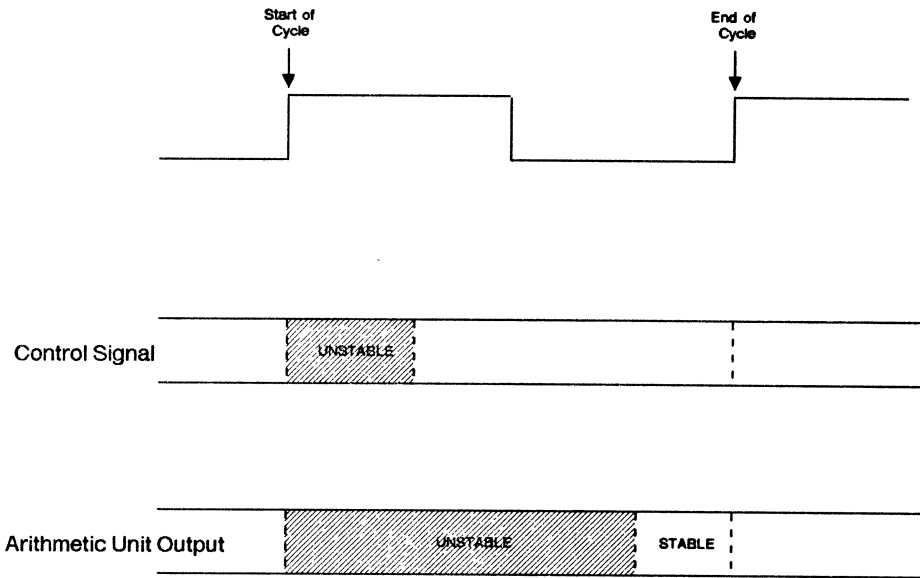 Start of
Cycle
End of
Cycle
Control Signal
UNSTABLE
Arithmetic Unit Output
UNSTABLE
STABLE